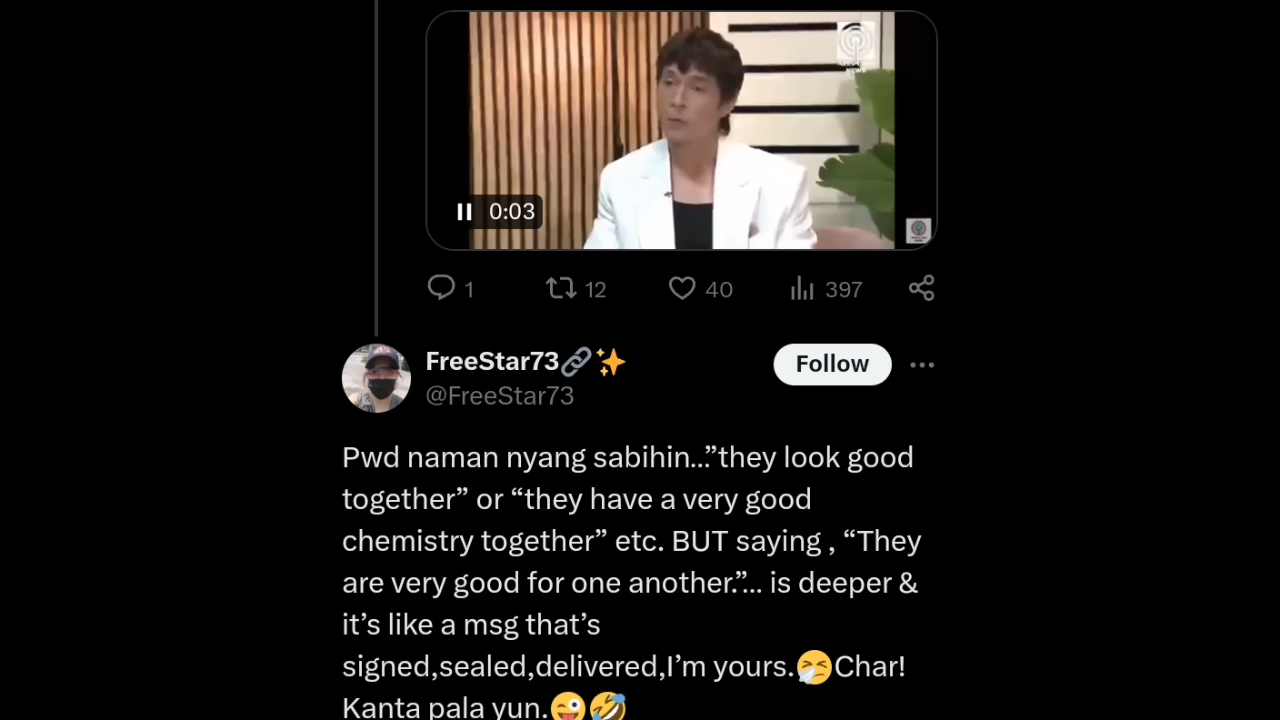 NEWS
0:03
1
12
40
397
FreeStar73🔗✨
Follow
@FreeStar73
Pwd naman nyang sabihin...”they look good
together” or “they have a very good
chemistry together” etc. BUT saying , “They
are very good for one another.”... is deeper &
it’s like a msg that’s
signed,sealed,delivered,I’m yours.🤧Char!
Kanta pala yun.😜🤣